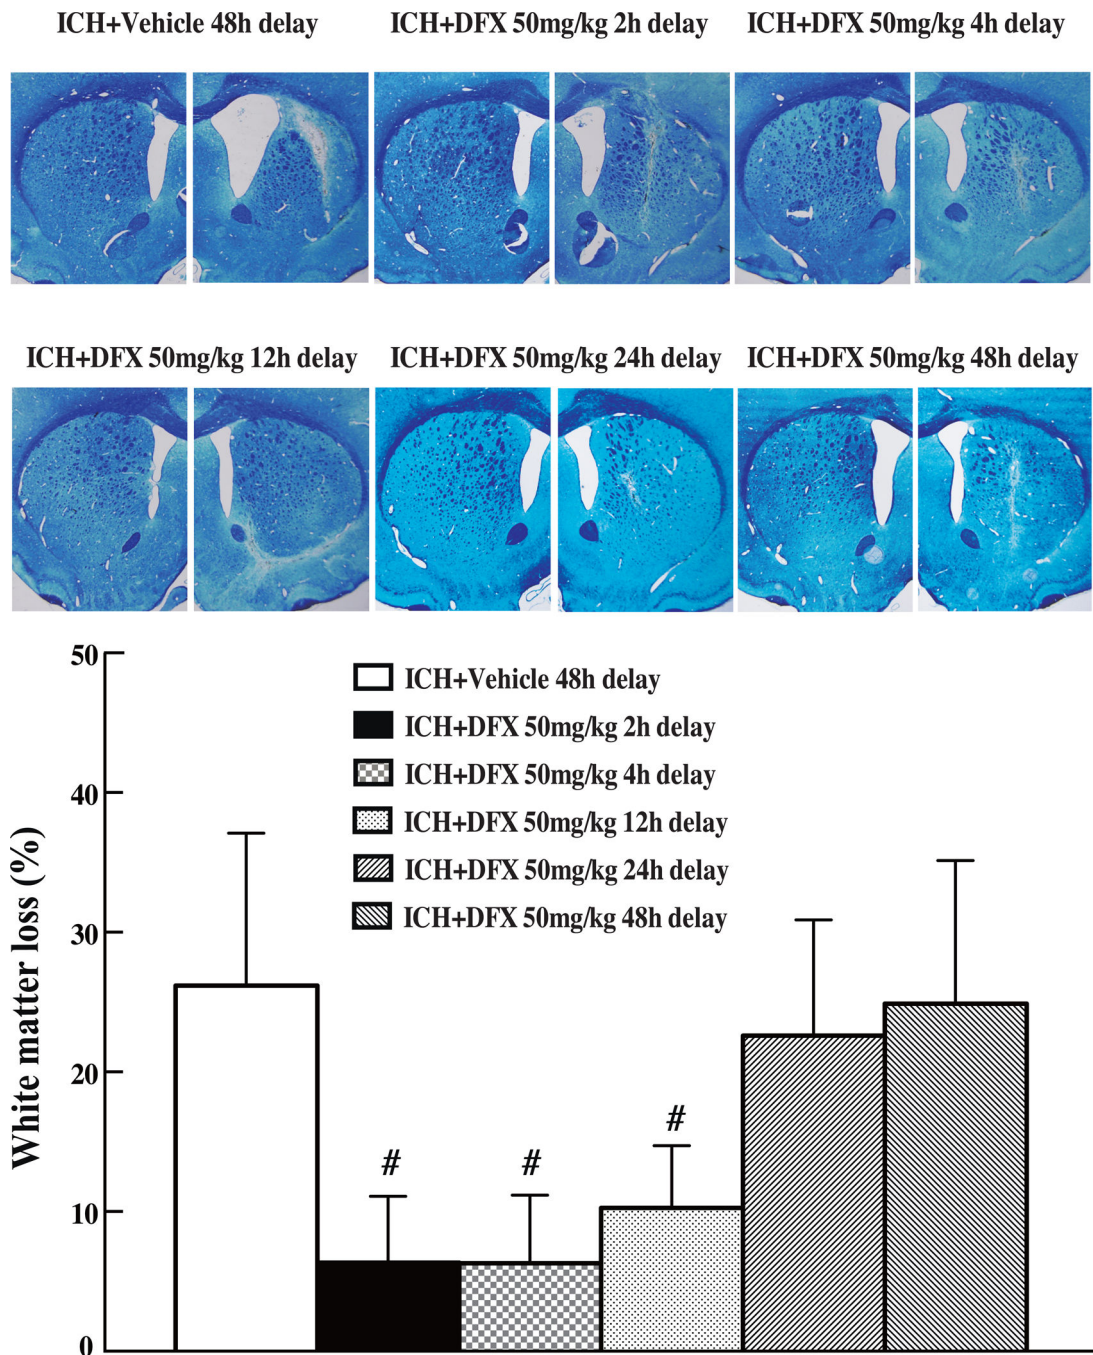 ICH+Vehicle 48h delay
ICH+DFX 50mg/kg 2h delay
ICH+DFX 50mg/kg 4h delay
ICH+DFX 50mg/kg 12h delay
ICH+DFX 50mg/kg 24h delay
ICH+DFX 50mg/kg 48h delay
White matter loss (%)
50
40
30
20
10
0
ICH+Vehicle 48h delay
ICH+DFX 50mg/kg 2h delay
ICH+DFX 50mg/kg 4h delay
ICH+DFX 50mg/kg 12h delay
ICH+DFX 50mg/kg 24h delay
ICH+DFX 50mg/kg 48h delay
#
#
#